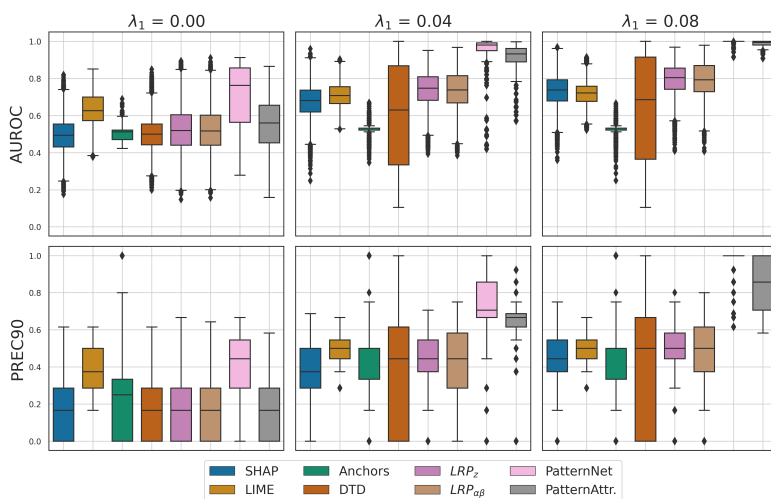 λ₁ = 0.00
λ₁ = 0.04
λ₁ = 0.08
AUROC
1.0
0.8
0.6
0.4
0.2
0.0
PREC90
1.0
0.8
0.6
0.4
0.2
0.0
SHAP
Anchors
LRP_z
PatternNet
LIME
DTD
LRP_αβ
PatternAttr.